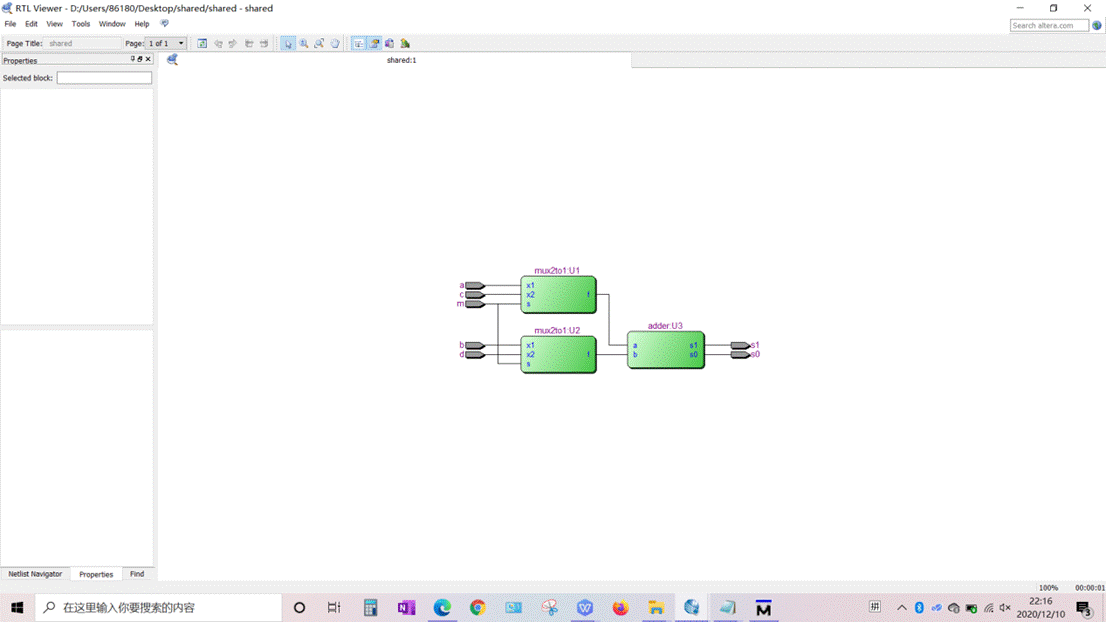 RTL Viewer - D:/Users/86180/Desktop/shared/shared - shared
File Edit View Tools Window Help
Search altera.com
Page Title: shared Page: 1 of 1
Properties
shared:1
Selected block:
mux2to1:U1
a x1
c x2 f
m s
mux2to1:U2
adder:U3
b x1 a s1 s1
d x2 f b s0 s0
s
Netlist Navigator Properties Find
100% 00:00:01
在这里输入你要搜索的内容
拼
22:16
2020/12/10
3